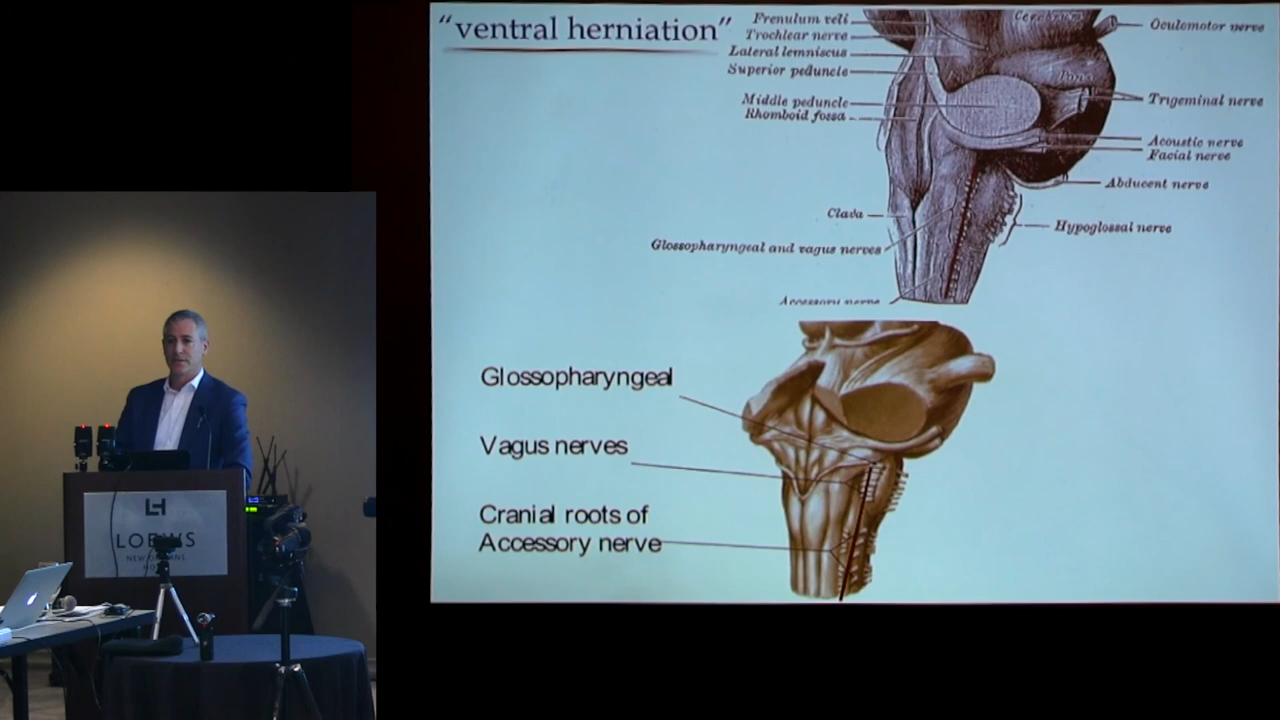 “ventral herniation”
Frenulum veli
Trochlear nerve
Lateral lemniscus
Superior peduncle
Middle peduncle
Rhomboid fossa
Clava
Glossopharyngeal and vagus nerves
Accessory nerve
Cerebrum
Pons
Oculomotor nerve
Trigeminal nerve
Acoustic nerve
Facial nerve
Abducent nerve
Hypoglossal nerve
Glossopharyngeal
Vagus nerves
Cranial roots of
Accessory nerve
LH
LOEWS
NEW ORLEANS